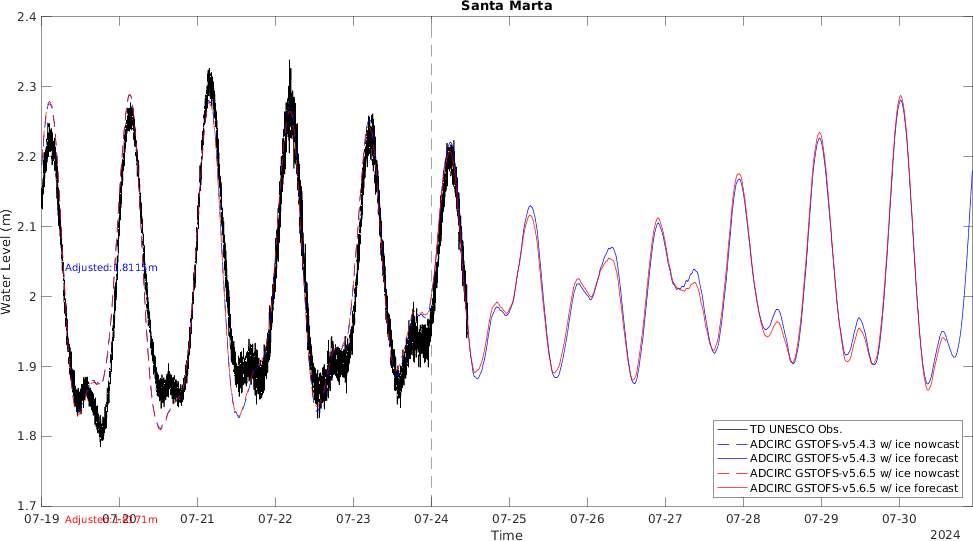 Santa Marta
2.4
2.3
2.2
2.1
2
1.9
1.8
1.7
Water Level (m)
Adjusted:1.8115m
TD UNESCO Obs.
ADCIRC GSTOFS-v5.4.3 w/ ice nowcast
ADCIRC GSTOFS-v5.4.3 w/ ice forecast
ADCIRC GSTOFS-v5.6.5 w/ ice nowcast
ADCIRC GSTOFS-v5.6.5 w/ ice forecast
07-19 07-20 07-21 07-22 07-23 07-24 07-25 07-26 07-27 07-28 07-29 07-30
Time
2024